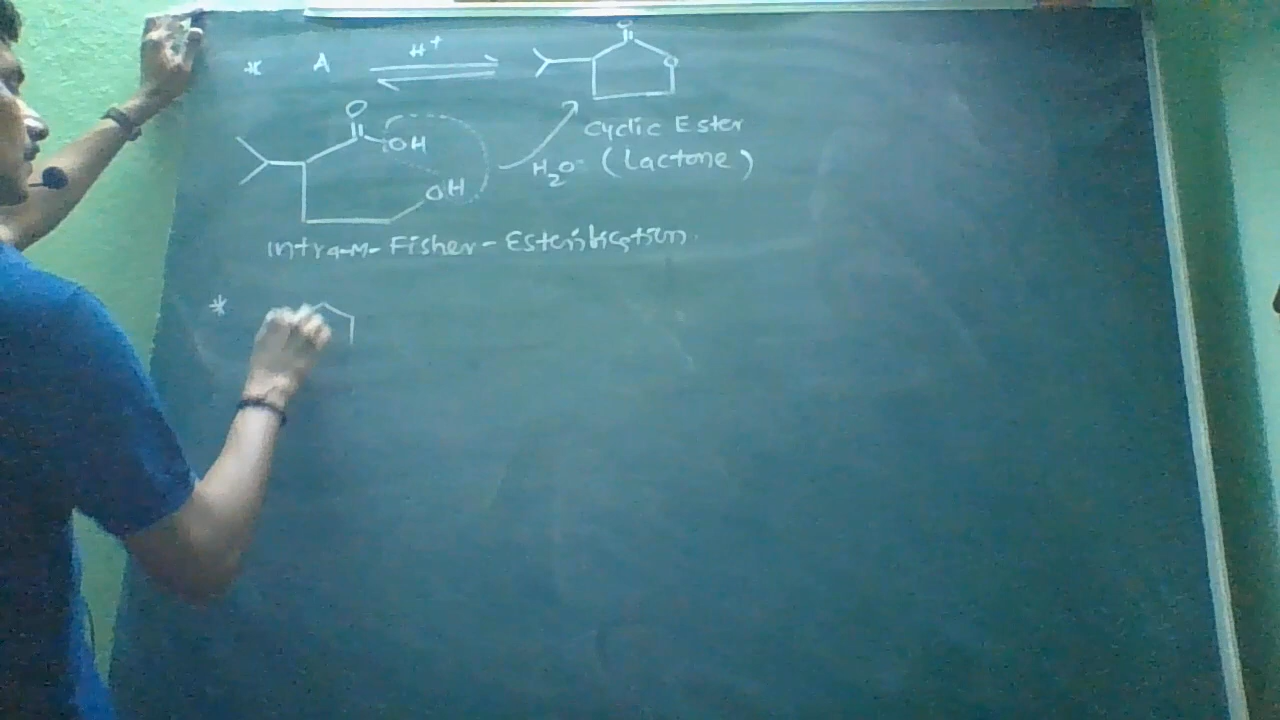 * A H⁺ ⇌ O O
O OH OH
Cyclic Ester
H₂O (Lactone)
Intra-M-Fisher-Esterification.
*